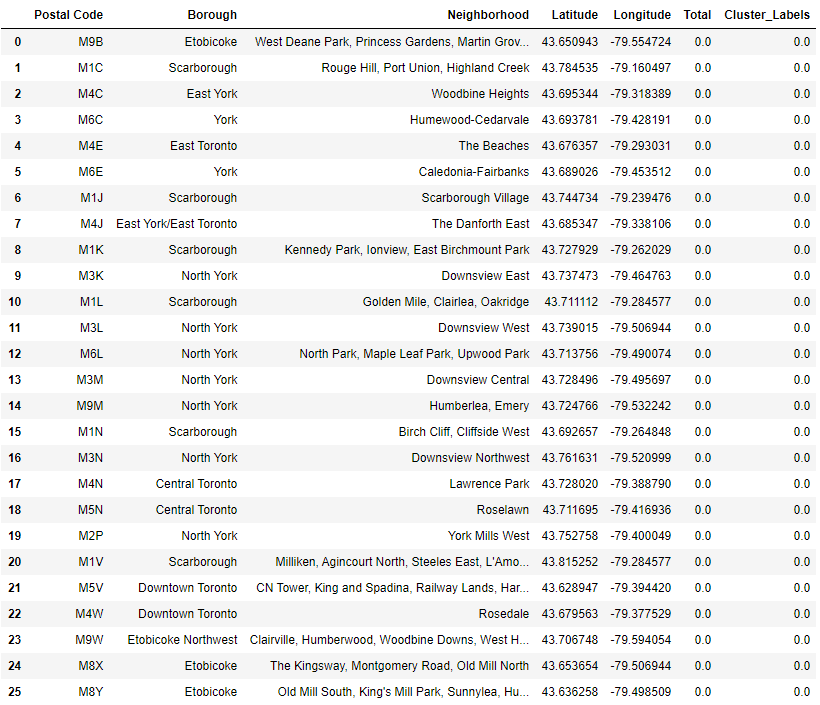 Postal Code Borough Neighborhood Latitude Longitude Total Cluster_Labels
0 M9B Etobicoke West Deane Park, Princess Gardens, Martin Grov... 43.650943 -79.554724 0.0 0.0
1 M1C Scarborough Rouge Hill, Port Union, Highland Creek 43.784535 -79.160497 0.0 0.0
2 M4C East York Woodbine Heights 43.695344 -79.318389 0.0 0.0
3 M6C York Humewood-Cedarvale 43.693781 -79.428191 0.0 0.0
4 M4E East Toronto The Beaches 43.676357 -79.293031 0.0 0.0
5 M6E York Caledonia-Fairbanks 43.689026 -79.453512 0.0 0.0
6 M1J Scarborough Scarborough Village 43.744734 -79.239476 0.0 0.0
7 M4J East York/East Toronto The Danforth East 43.685347 -79.338106 0.0 0.0
8 M1K Scarborough Kennedy Park, Ionview, East Birchmount Park 43.727929 -79.262029 0.0 0.0
9 M3K North York Downsview East 43.737473 -79.464763 0.0 0.0
10 M1L Scarborough Golden Mile, Clairlea, Oakridge 43.711112 -79.284577 0.0 0.0
11 M3L North York Downsview West 43.739015 -79.506944 0.0 0.0
12 M6L North York North Park, Maple Leaf Park, Upwood Park 43.713756 -79.490074 0.0 0.0
13 M3M North York Downsview Central 43.728496 -79.495697 0.0 0.0
14 M9M North York Humberlea, Emery 43.724766 -79.532242 0.0 0.0
15 M1N Scarborough Birch Cliff, Cliffside West 43.692657 -79.264848 0.0 0.0
16 M3N North York Downsview Northwest 43.761631 -79.520999 0.0 0.0
17 M4N Central Toronto Lawrence Park 43.728020 -79.388790 0.0 0.0
18 M5N Central Toronto Roselawn 43.711695 -79.416936 0.0 0.0
19 M2P North York York Mills West 43.752758 -79.400049 0.0 0.0
20 M1V Scarborough Milliken, Agincourt North, Steeles East, L'Amo... 43.815252 -79.284577 0.0 0.0
21 M5V Downtown Toronto CN Tower, King and Spadina, Railway Lands, Har... 43.628947 -79.394420 0.0 0.0
22 M4W Downtown Toronto Rosedale 43.679563 -79.377529 0.0 0.0
23 M9W Etobicoke Northwest Clairville, Humberwood, Woodbine Downs, West H... 43.706748 -79.594054 0.0 0.0
24 M8X Etobicoke The Kingsway, Montgomery Road, Old Mill North 43.653654 -79.506944 0.0 0.0
25 M8Y Etobicoke Old Mill South, King's Mill Park, Sunnylea, Hu... 43.636258 -79.498509 0.0 0.0